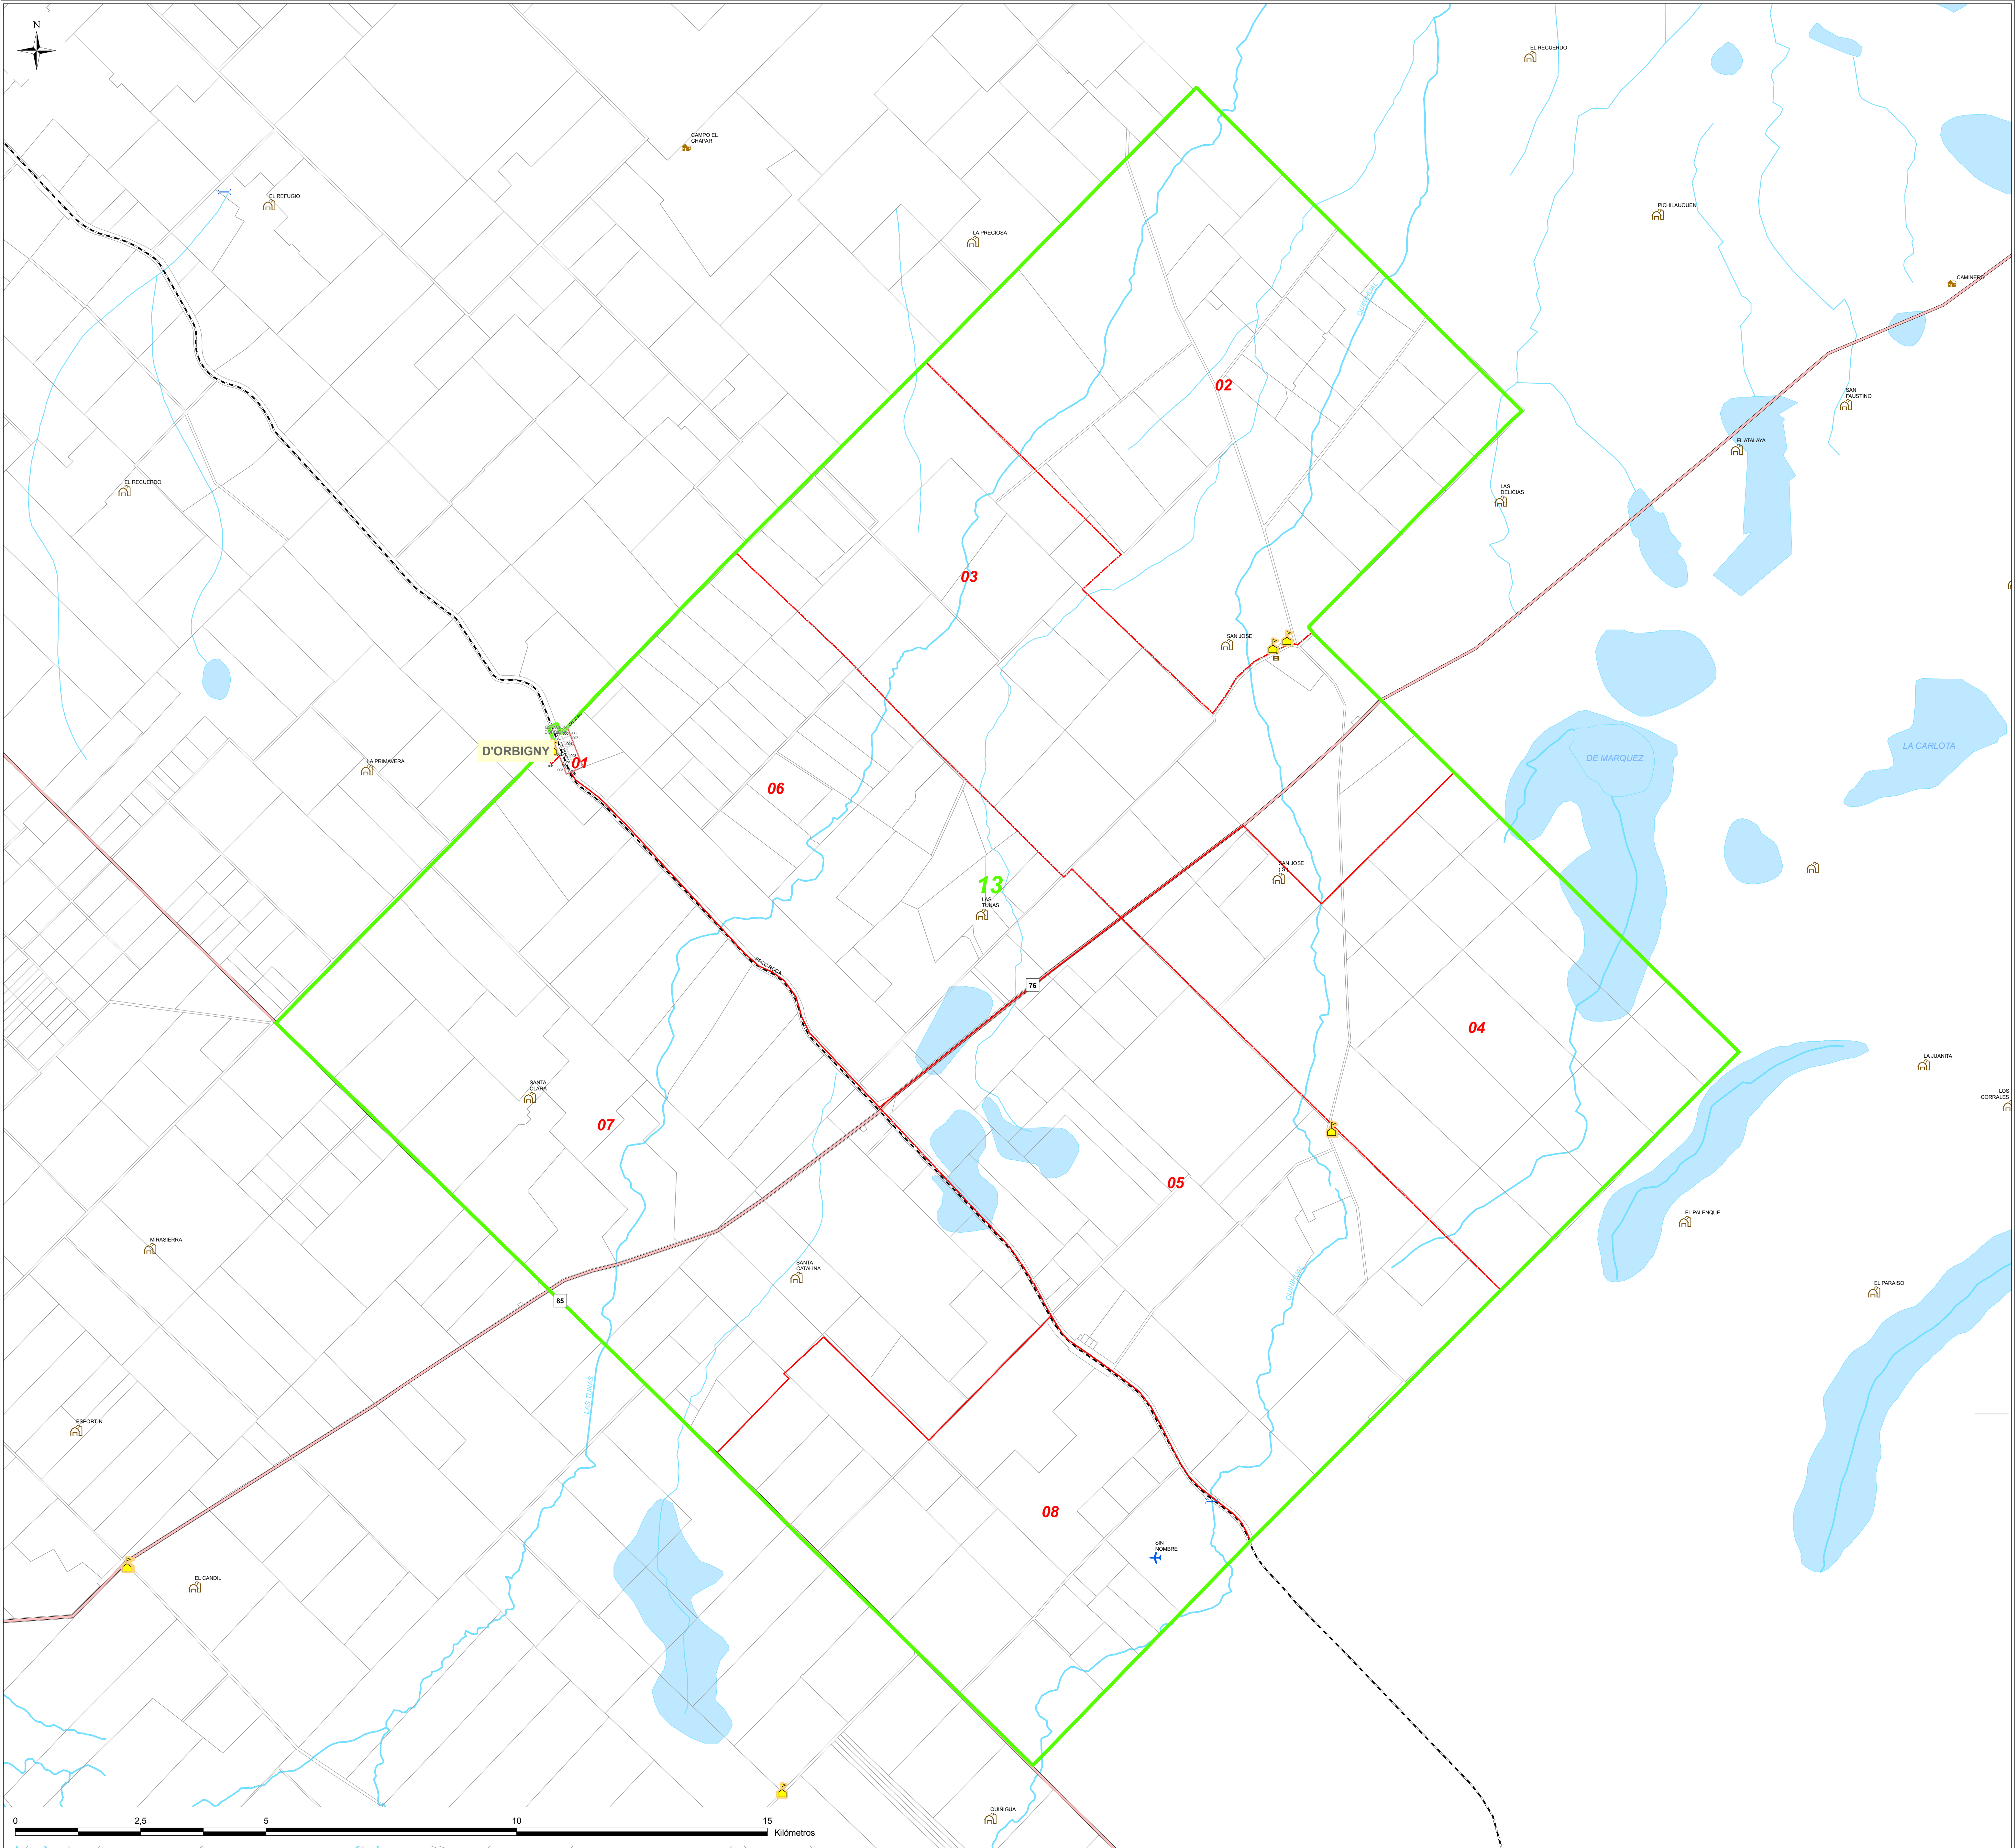 N
EL RECUERDO
CAMPO EL
CHAPAR
EL REFUGIO
PICHILAUQUEN
LA PRECIOSA
CAMINERO
QUIÑIHUAL
02
SAN
FAUSTINO
EL ATALAYA
EL RECUERDO
LAS
DELICIAS
03
SAN JOSE
D'ORBIGNY
01
LA PRIMAVERA
06
LA CARLOTA
DE MARQUEZ
SAN JOSE
13
LAS
TUNAS
FFCC ROCA
76
04
LA JUANITA
SANTA
CLARA
LOS
CORRALES
07
05
EL PALENQUE
MIRASIERRA
SANTA
CATALINA
EL PARAISO
85
LAS TUNAS
ESPORTIN
08
SIN
NOMBRE
EL CANDIL
QUIÑIGUA
0 2,5 5 10 15
Kilómetros